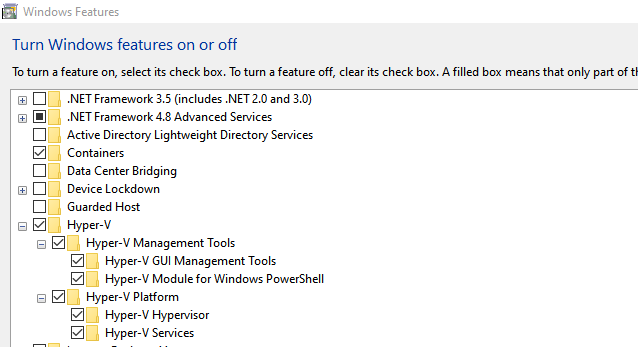 Windows Features
Turn Windows features on or off
To turn a feature on, select its check box. To turn a feature off, clear its check box. A filled box means that only part of
.NET Framework 3.5 (includes .NET 2.0 and 3.0)
.NET Framework 4.8 Advanced Services
Active Directory Lightweight Directory Services
Containers
Data Center Bridging
Device Lockdown
Guarded Host
Hyper-V
Hyper-V Management Tools
Hyper-V GUI Management Tools
Hyper-V Module for Windows PowerShell
Hyper-V Platform
Hyper-V Hypervisor
Hyper-V Services